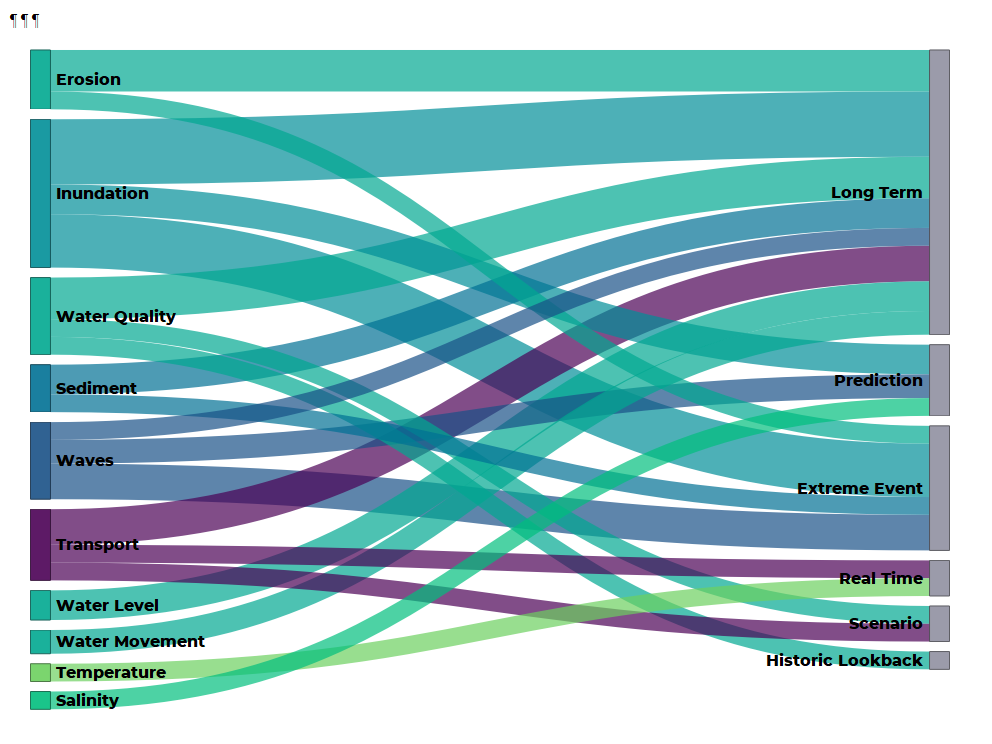 ¶ ¶ ¶
Erosion
Inundation
Water Quality
Sediment
Waves
Transport
Water Level
Water Movement
Temperature
Salinity
Long Term
Prediction
Extreme Event
Real Time
Scenario
Historic Lookback